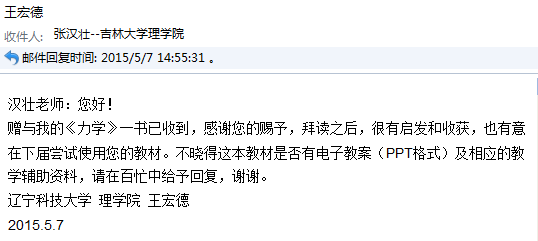 王宏德
收件人： 张汉壮--吉林大学理学院
邮件回复时间: 2015/5/7 14:55:31 。
汉壮老师：您好！
赠与我的《力学》一书已收到，感谢您的赐予，拜读之后，很有启发和收获，也有意
在下届尝试使用您的教材。不晓得这本教材是否有电子教案（PPT格式）及相应的教
学辅助资料，请在百忙中给予回复，谢谢。
辽宁科技大学 理学院 王宏德
2015.5.7